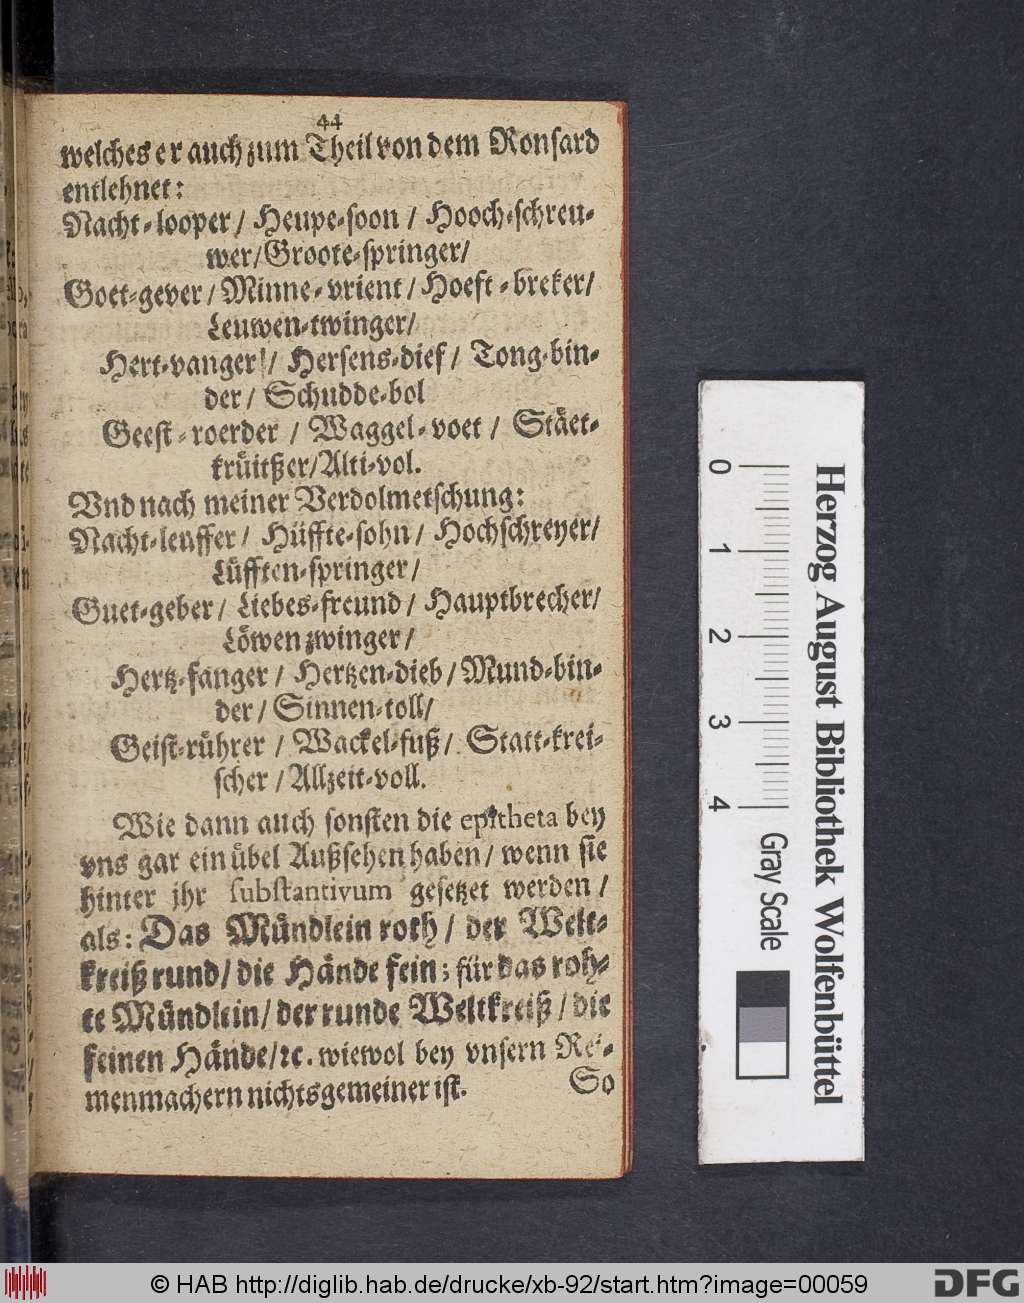 44
welches er auch zum Theil von dem Ronsard
entlehnet:
Nacht-looper / Heupe-soon / Hooch-schreu-
wer/Groote-springer/
Goet-gever / Minne-vrient / Hoeft-breker/
Leuwen-twinger/
Hert-vanger / Hersens-dief / Tong-bin-
der / Schudde-bol
Geest-roerder / Waggel-voet / Stäet-
krüitßer/Alti-vol.
Vnd nach meiner Verdolmetschung:
Nacht-leuffer / Hüffte-sohn / Hochschreyer/
Lüfften-springer /
Guet-geber / Liebes-freund / Hauptbrecher/
Löwenzwinger /
Hertz-fänger / Hertzen-dieb / Mund-bin-
der / Sinnen-toll/
Geist-rührer / Wackel-fuß / Statt-krei-
scher / Allzeit-voll.
Wie dann auch sonsten die epitheta bey
vns gar ein übel Außsehen haben / wenn sie
hinter jhr substantivum gesetzet werden /
als: Das Mündlein roth / der Welt-
kreiß rund / die Hände fein; für das roh-
te Mündlein / der runde Weltkreiß / die
feinen Hände / ꝛc. wiewol bey vnsern Rei-
menmachern nichts gemeiner ist.
So
0 1 2 3 4
Gray Scale
Herzog August Bibliothek Wolfenbüttel
© HAB http://diglib.hab.de/drucke/xb-92/start.htm?image=00059
DFG